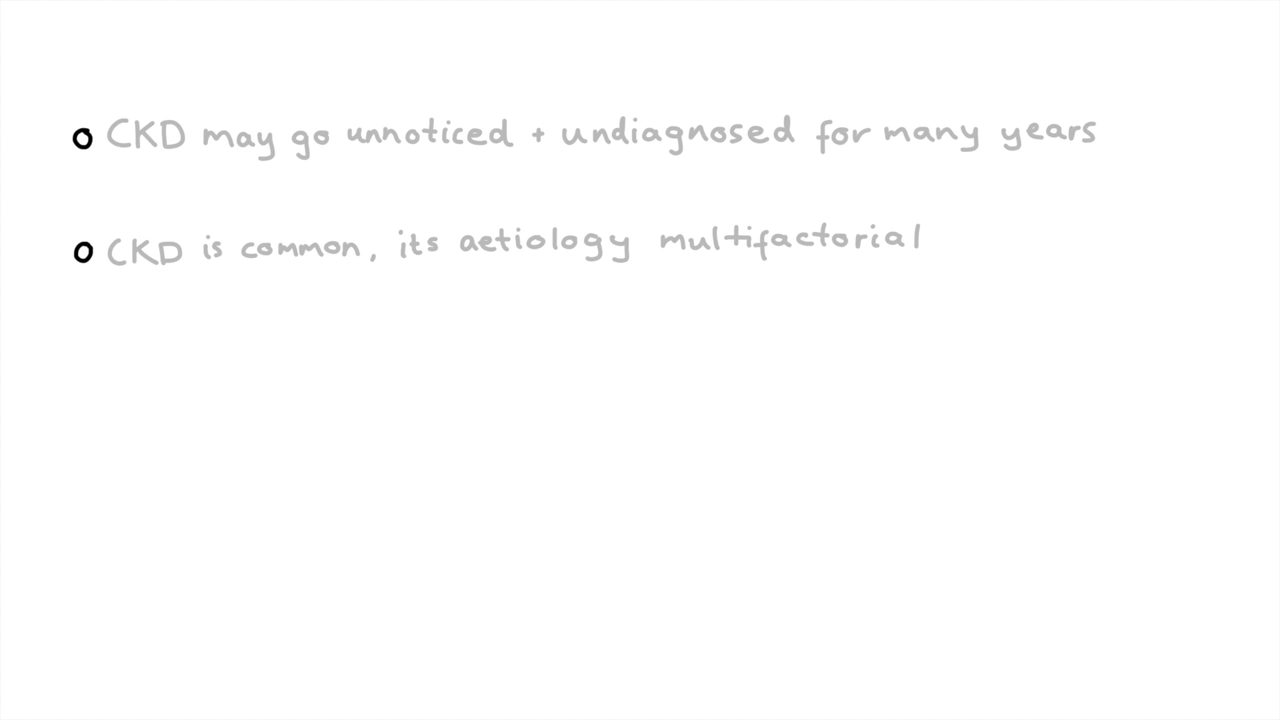 o CKD may go unnoticed + undiagnosed for many years
o CKD is common, its aetiology multifactorial